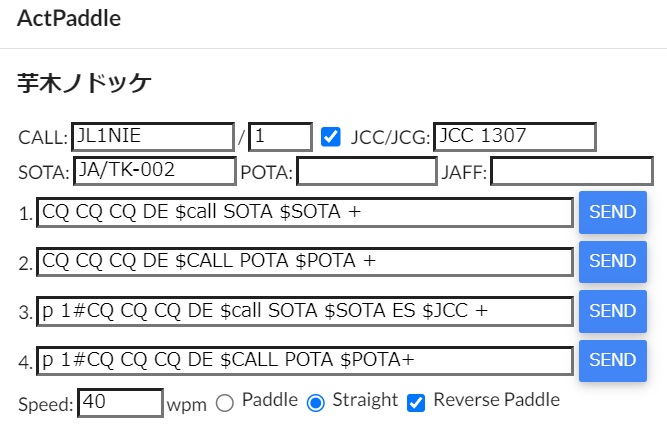 ActPaddle
芋木ノドッケ
CALL: JL1NIE / 1 JCC/JCG: JCC 1307
SOTA: JA/TK-002 POTA: JAFF:
1. CQ CQ CQ DE $call SOTA $SOTA + SEND
2. CQ CQ CQ DE $CALL POTA $POTA + SEND
3. p 1#CQ CQ CQ DE $call SOTA $SOTA ES $JCC + SEND
4. p 1#CQ CQ CQ DE $CALL POTA $POTA+ SEND
Speed: 40 wpm Paddle Straight Reverse Paddle